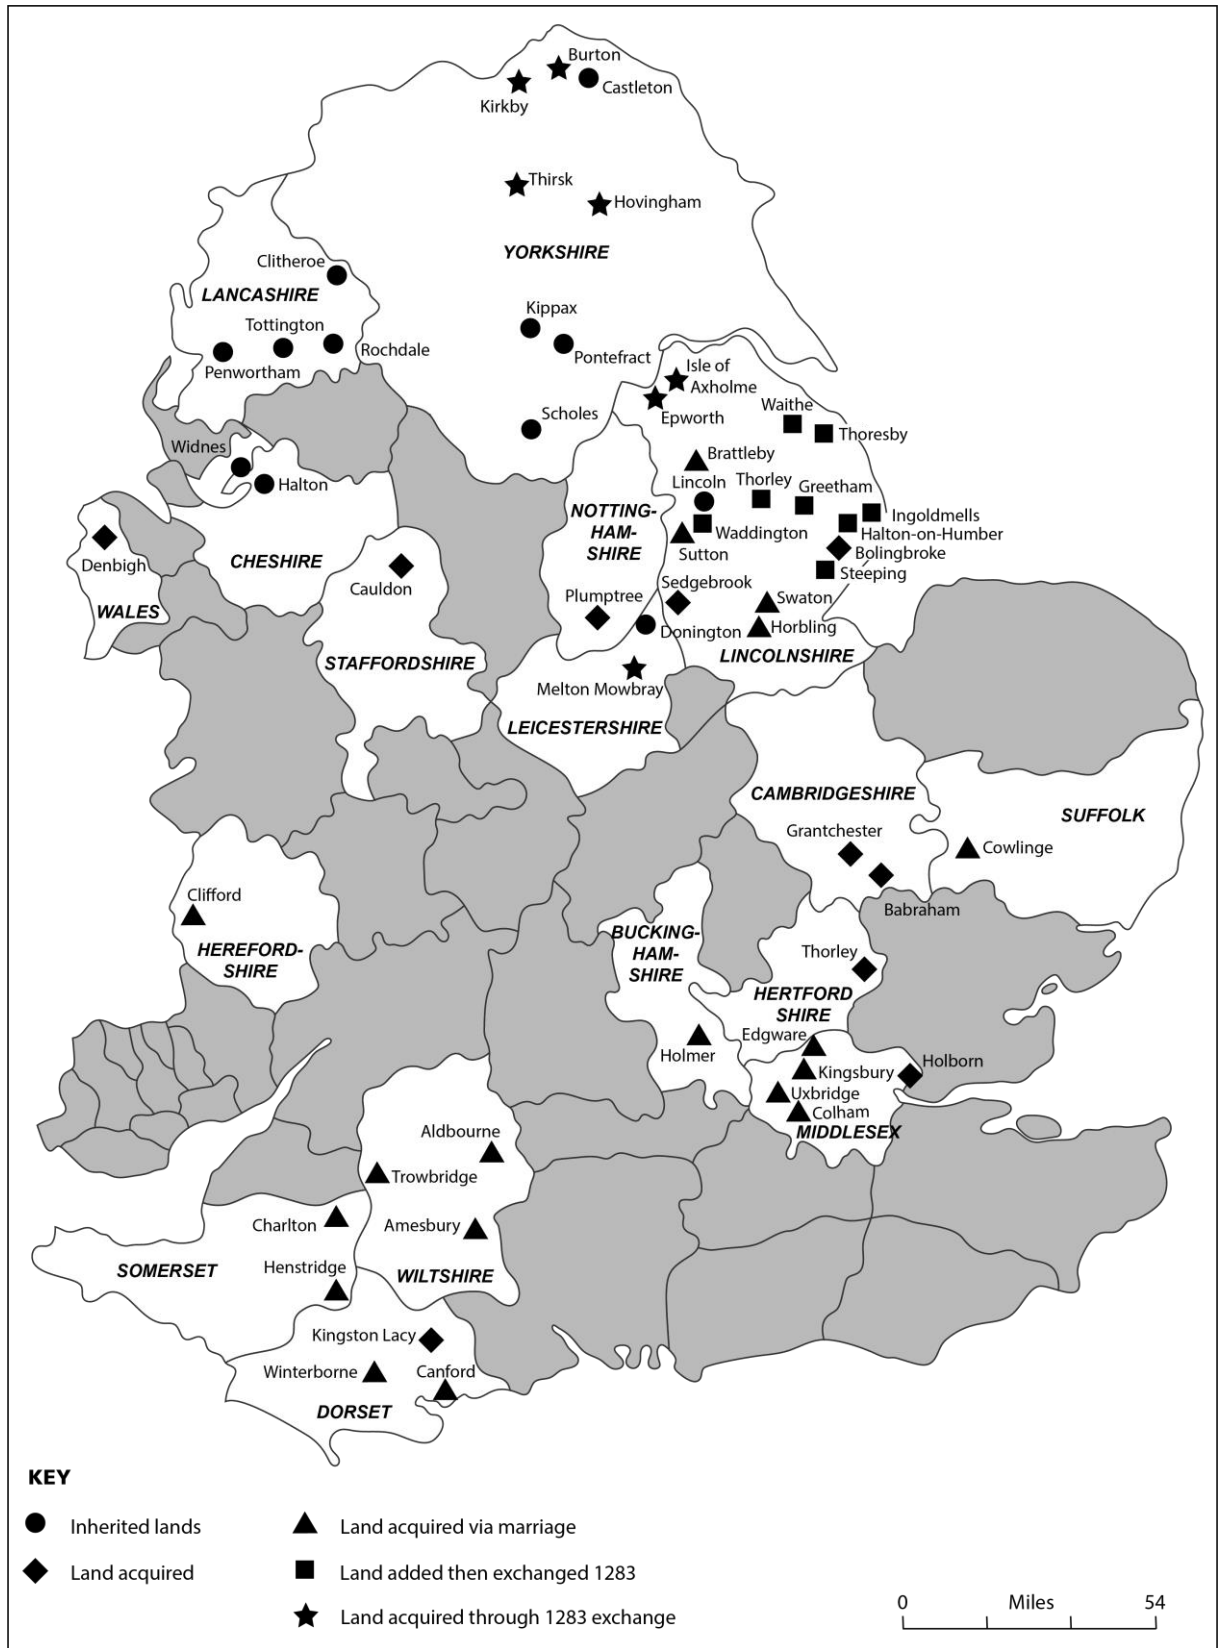 Burton
Castleton
Kirkby
Thirsk
Hovingham
YORKSHIRE
Clitheroe
LANCASHIRE
Tottington
Rochdale
Penwortham
Kippax
Pontefract
Scholes
Isle of
Axholme
Epworth
Waithe
Thoresby
Widnes
Halton
Brattleby
Lincoln
Thorley
Greetham
Ingoldmells
Halton-on-Humber
Waddington
Bolingbroke
Sutton
Steeping
NOTTING-
HAM-
SHIRE
Denbigh
WALES
CHESHIRE
Cauldon
STAFFORDSHIRE
Plumptree
Sedgebrook
Donington
Swaton
Horbling
LINCOLNSHIRE
Melton Mowbray
LEICESTERSHIRE
CAMBRIDGESHIRE
Grantchester
Babraham
SUFFOLK
Cowlinge
Clifford
HEREFORD-
SHIRE
BUCKING-
HAM-
SHIRE
Holmer
Thorley
HERTFORD
SHIRE
Edgware
Kingsbury
Holborn
Uxbridge
Colham
MIDDLESEX
Aldbourne
Trowbridge
Amesbury
WILTSHIRE
Charlton
SOMERSET
Henstridge
Kingston Lacy
Winterborne
Canford
DORSET
KEY
Inherited lands
Land acquired
Land acquired via marriage
Land added then exchanged 1283
Land acquired through 1283 exchange
0 Miles 54